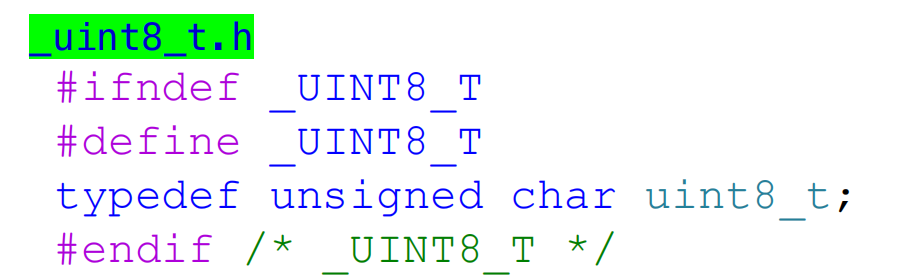 _uint8_t.h
#ifndef _UINT8_T
#define _UINT8_T
typedef unsigned char uint8_t;
#endif /* _UINT8_T */